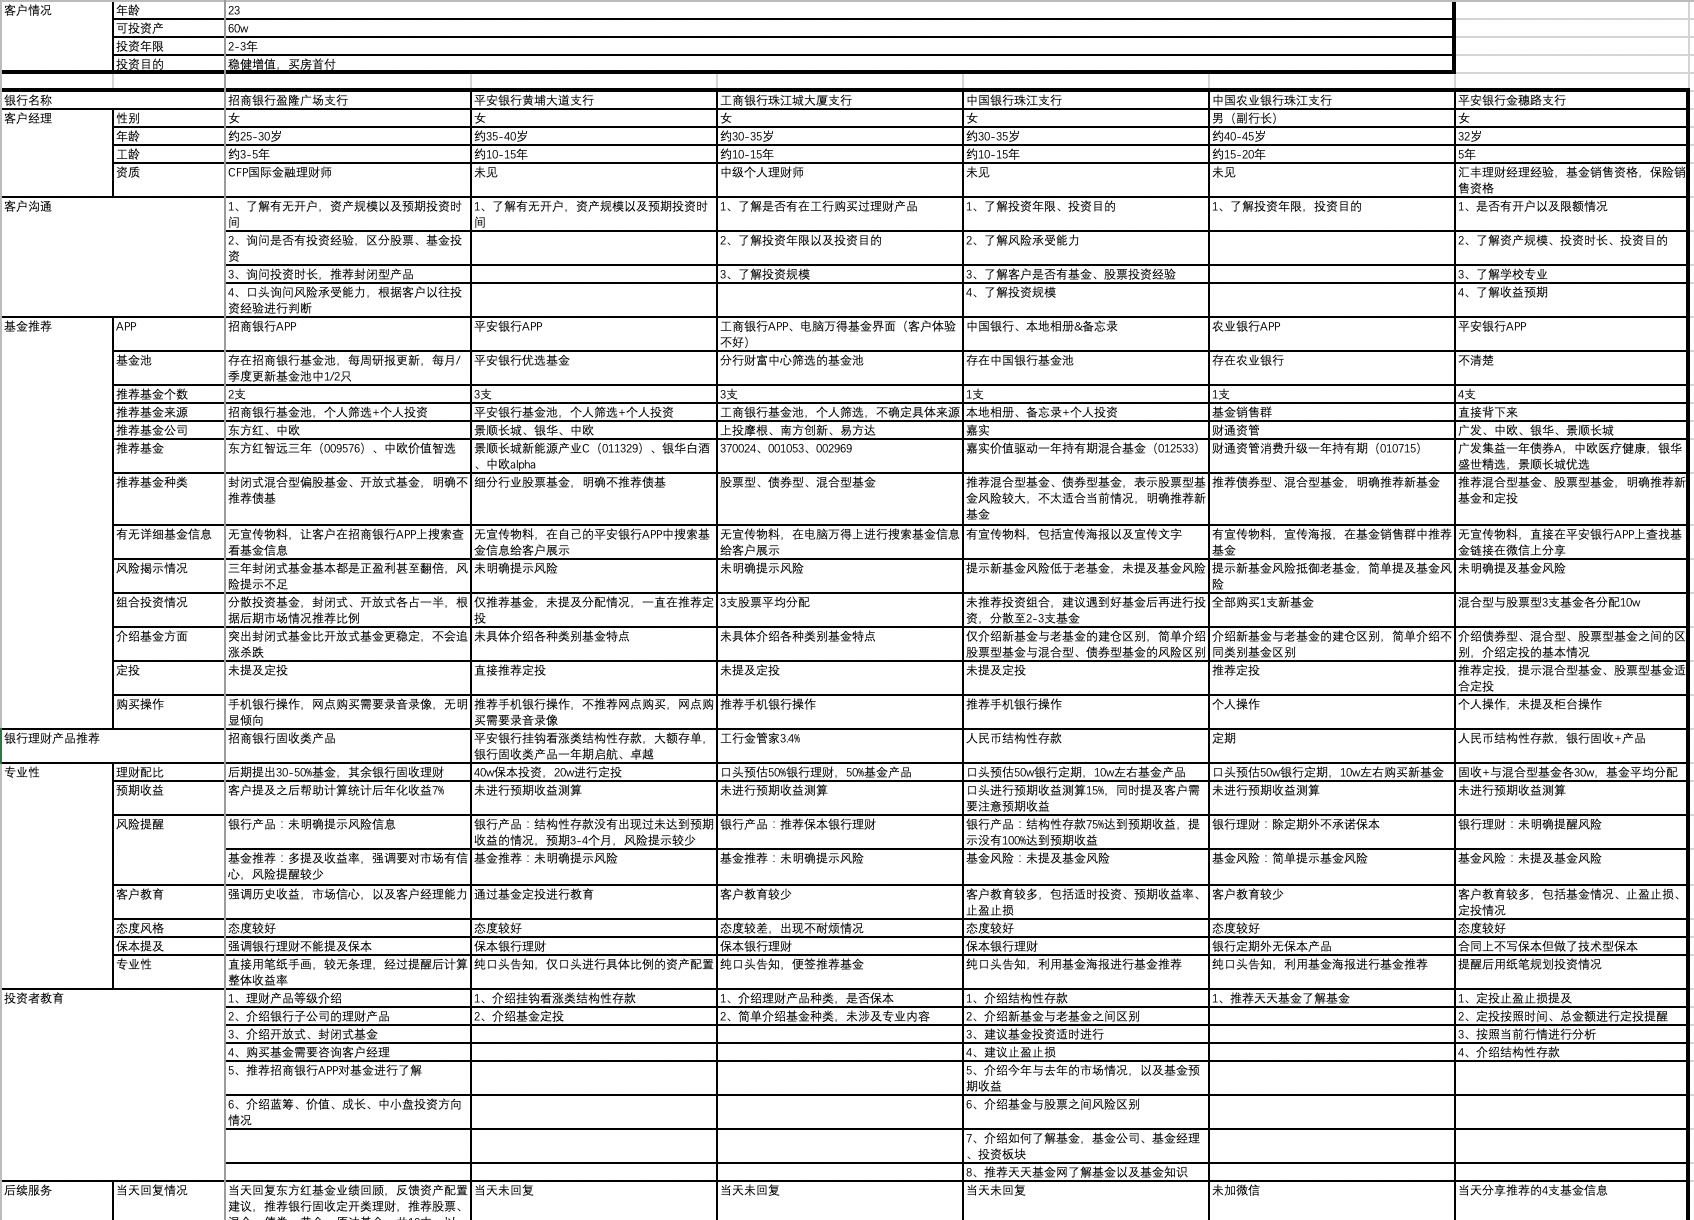 客户情况 年龄 23
可投资产 60w
投资年限 2-3年
投资目的 稳健增值，买房首付
银行名称 招商银行盈隆广场支行 平安银行黄埔大道支行 工商银行珠江城大厦支行 中国银行珠江支行 中国农业银行珠江支行 平安银行金穗路支行
客户经理 性别 女 女 女 女 男（副行长） 女
年龄 约25-30岁 约35-40岁 约30-35岁 约30-35岁 约40-45岁 32岁
工龄 约3-5年 约10-15年 约10-15年 约10-15年 约15-20年 5年
资质 CFP国际金融理财师 未见 中级个人理财师 未见 未见 汇丰理财经理经验，基金销售资格，保险销
售资格
客户沟通 1、了解有无开户，资产规模以及预期投资时 1、了解有无开户，资产规模以及预期投资时 1、了解是否有在工行购买过理财产品 1、了解投资年限、投资目的 1、了解投资年限，投资目的 1、是否有开户以及限额情况
间 间
2、询问是否有投资经验，区分股票、基金投 2、了解投资年限以及投资目的 2、了解风险承受能力 2、了解资产规模、投资时长、投资目的
资
3、询问投资时长，推荐封闭型产品 3、了解投资规模 3、了解客户是否有基金、股票投资经验 3、了解学校专业
4、口头询问风险承受能力，根据客户以往投 4、了解投资规模 4、了解收益预期
资经验进行判断
基金推荐 APP 招商银行APP 平安银行APP 工商银行APP、电脑万得基金界面（客户体验 中国银行、本地相册&备忘录 农业银行APP 平安银行APP
不好）
基金池 存在招商银行基金池，每周研报更新，每月/ 平安银行优选基金 分行财富中心筛选的基金池 存在中国银行基金池 存在农业银行 不清楚
季度更新基金池中1/2只
推荐基金个数 2支 3支 3支 1支 1支 4支
推荐基金来源 招商银行基金池，个人筛选+个人投资 平安银行基金池，个人筛选+个人投资 工商银行基金池，个人筛选，不确定具体来源 本地相册、备忘录+个人投资 基金销售群 直接背下来
推荐基金公司 东方红、中欧 景顺长城、银华、中欧 上投摩根、南方创新、易方达 嘉实 财通资管 广发、中欧、银华、景顺长城
推荐基金 东方红智远三年（009576）、中欧价值智选 景顺长城新能源产业C（011329）、银华白酒 370024、001053、002969 嘉实价值驱动一年持有期混合基金（012533） 财通资管消费升级一年持有期（010715） 广发集益一年债券A，中欧医疗健康，银华
、中欧alpha 盛世精选，景顺长城优选
推荐基金种类 封闭式混合型偏股基金、开放式基金，明确不 细分行业股票基金，明确不推荐债基 股票型、债券型、混合型基金 推荐混合型基金、债券型基金，表示股票型基 推荐债券型、混合型基金，明确推荐新基金 推荐混合型基金、股票型基金，明确推荐新
推荐债基 金风险较大，不太适合当前情况，明确推荐新 基金和定投
基金
有无详细基金信息 无宣传物料，让客户在招商银行APP上搜索查 无宣传物料，在自己的平安银行APP中搜索基 无宣传物料，在电脑万得上进行搜索基金信息 有宣传物料，包括宣传海报以及宣传文字 有宣传物料，宣传海报，在基金销售群中推荐 无宣传物料，直接在平安银行APP上查找基
看基金信息 金信息给客户展示 给客户展示 基金 金链接在微信上分享
风险揭示情况 三年封闭式基金基本都是正盈利甚至翻倍，风 未明确提示风险 未明确提示风险 提示新基金风险低于老基金，未提及基金风险 提示新基金风险抵御老基金，简单提及基金风 未明确提及基金风险
险提示不足 险
组合投资情况 分散投资基金，封闭式、开放式各占一半，根 仅推荐基金，未提及分配情况，一直在推荐定 3支股票平均分配 未推荐投资组合，建议遇到好基金后再进行投 全部购买1支新基金 混合型与股票型3支基金各分配10w
据后期市场情况推荐比例 投 资，分散至2-3支基金
介绍基金方面 突出封闭式基金比开放式基金更稳定，不会追 未具体介绍各种类别基金特点 未具体介绍各种类别基金特点 仅介绍新基金与老基金的建仓区别，简单介绍 介绍新基金与老基金的建仓区别，简单介绍不 介绍债券型、混合型、股票型基金之间的区
涨杀跌 股票型基金与混合型、债券型基金的风险区别 同类别基金区别 别，介绍定投的基本情况
定投 未提及定投 直接推荐定投 未提及定投 未提及定投 推荐定投 推荐定投，提示混合型基金、股票型基金适
合定投
购买操作 手机银行操作，网点购买需要录音录像，无明 推荐手机银行操作，不推荐网点购买，网点购 推荐手机银行操作 推荐手机银行操作 个人操作 个人操作，未提及柜台操作
显倾向 买需要录音录像
银行理财产品推荐 招商银行固收类产品 平安银行挂钩看涨类结构性存款，大额存单， 工行金管家3.4% 人民币结构性存款 定期 人民币结构性存款，银行固收+产品
银行固收类产品一年期启航、卓越
专业性 理财配比 后期提出30-50%基金，其余银行固收理财 40w保本投资，20w进行定投 口头预估50%银行理财，50%基金产品 口头预估50w银行定期，10w左右基金产品 口头预估50w银行定期，10w左右购买新基金 固收+与混合型基金各30w，基金平均分配
预期收益 客户提及之后帮助计算统计后年化收益7% 未进行预期收益测算 未进行预期收益测算 口头进行预期收益测算15%，同时提及客户需 未进行预期收益测算 未进行预期收益测算
要注意预期收益
风险提醒 银行产品：未明确提示风险信息 银行产品：结构性存款没有出现过未达到预期 银行产品：推荐保本银行理财 银行产品：结构性存款75%达到预期收益，提 银行理财：除定期外不承诺保本 银行理财：未明确提醒风险
收益的情况，预期3-4个月，风险提示较少 示没有100%达到预期收益
基金推荐：多提及收益率，强调要对市场有信 基金推荐：未明确提示风险 基金推荐：未明确提示风险 基金风险：未提及基金风险 基金风险：简单提示基金风险 基金风险：未提及基金风险
心，风险提醒较少
客户教育 强调历史收益，市场信心，以及客户经理能力 通过基金定投进行教育 客户教育较少 客户教育较多，包括适时投资、预期收益率、 客户教育较少 客户教育较多，包括基金情况、止盈止损、
止盈止损 定投情况
态度风格 态度较好 态度较好 态度较差，出现不耐烦情况 态度较好 态度较好 态度较好
保本提及 强调银行理财不能提及保本 保本银行理财 保本银行理财 保本银行理财 银行定期外无保本产品 合同上不写保本但做了技术型保本
专业性 直接用笔纸手画，较无条理，经过提醒后计算 纯口头告知，仅口头进行具体比例的资产配置 纯口头告知，便签推荐基金 纯口头告知，利用基金海报进行基金推荐 纯口头告知，利用基金海报进行基金推荐 提醒后用纸笔规划投资情况
整体收益率
投资者教育 1、理财产品等级介绍 1、介绍挂钩看涨类结构性存款 1、介绍理财产品种类，是否保本 1、介绍结构性存款 1、推荐天天基金了解基金 1、定投止盈止损提及
2、介绍银行子公司的理财产品 2、介绍基金定投 2、简单介绍基金种类，未涉及专业内容 2、介绍新基金与老基金之间区别 2、定投按照时间、总金额进行定投提醒
3、介绍开放式、封闭式基金 3、建议基金投资适时进行 3、按照当前行情进行分析
4、购买基金需要咨询客户经理 4、建议止盈止损 4、介绍结构性存款
5、推荐招商银行APP对基金进行了解 5、介绍今年与去年的市场情况，以及基金预
期收益
6、介绍蓝筹、价值、成长、中小盘投资方向 6、介绍基金与股票之间风险区别
情况
7、介绍如何了解基金，基金公司、基金经理
、投资板块
8、推荐天天基金网了解基金以及基金知识
后续服务 当天回复情况 当天回复东方红基金业绩回顾，反馈资产配置 当天未回复 当天未回复 当天未回复 未加微信 当天分享推荐的4支基金信息
建议，推荐银行固收定开类理财，推荐股票、